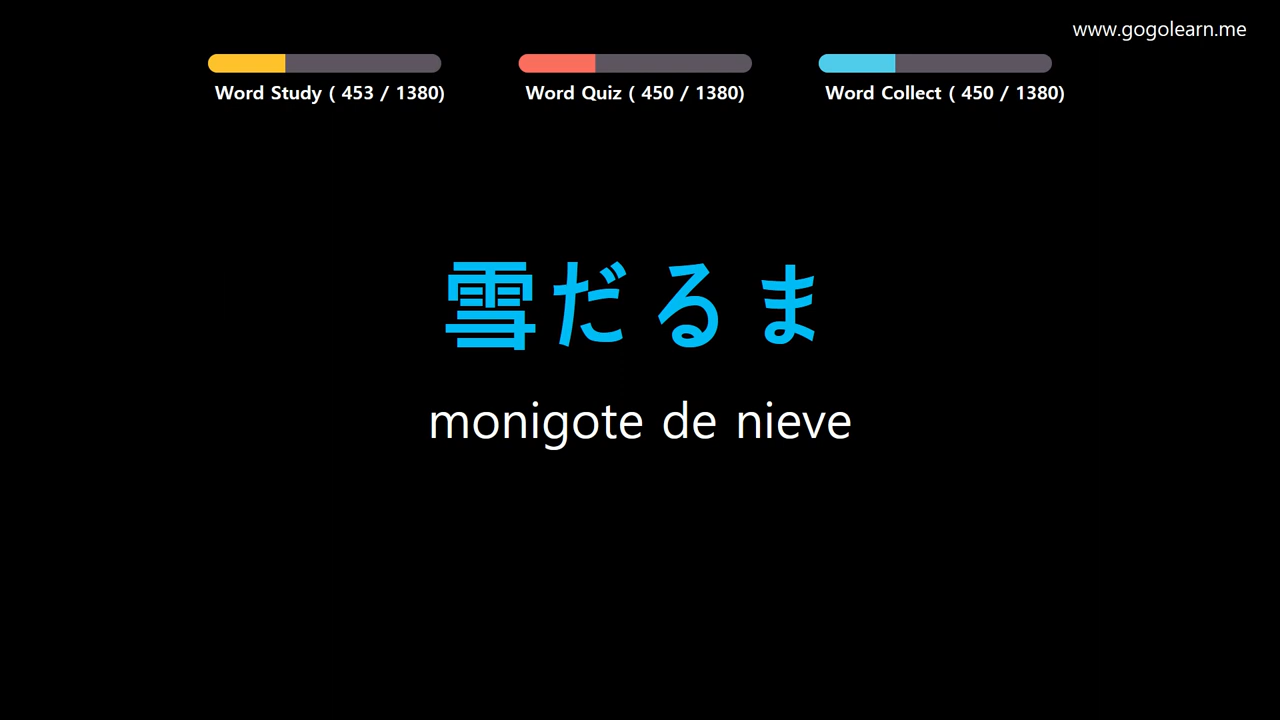 www.gogolearn.me
Word Study ( 453 / 1380)
Word Quiz ( 450 / 1380)
Word Collect ( 450 / 1380)
雪だるま
monigote de nieve